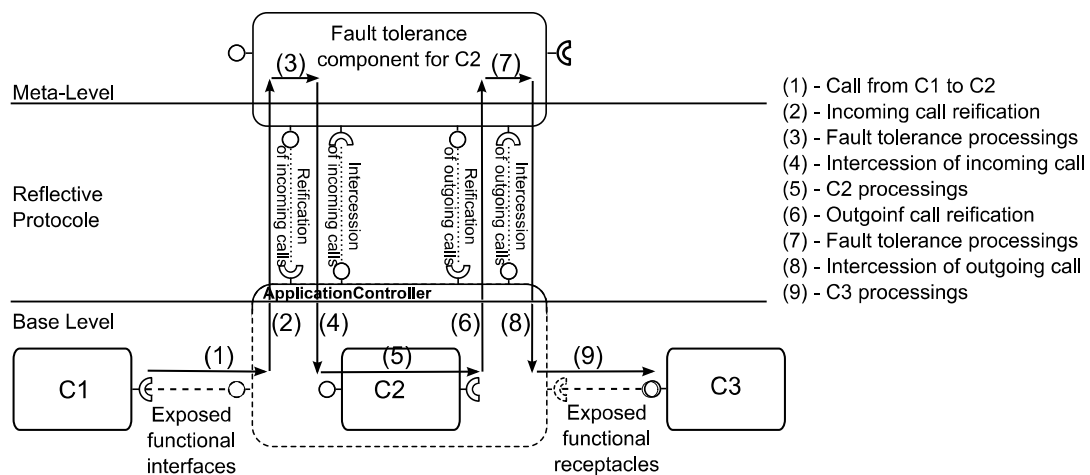 Fault tolerance
component for C2
(3)
(7)
Meta-Level
(1) - Call from C1 to C2
(2) - Incoming call reification
(3) - Fault tolerance processings
(4) - Intercession of incoming call
(5) - C2 processings
(6) - Outgoinf call reification
(7) - Fault tolerance processings
(8) - Intercession of outgoing call
(9) - C3 processings
Reflective
Protocole
Reification
of incoming calls
Intercession
of incoming calls
Reification
of outgoing calls
Intercession
of outgoing calls
ApplicationController
Base Level
(2)
(4)
(6)
(8)
(1)
(5)
(9)
C1
C2
C3
Exposed
functional
interfaces
Exposed
functional
receptacles